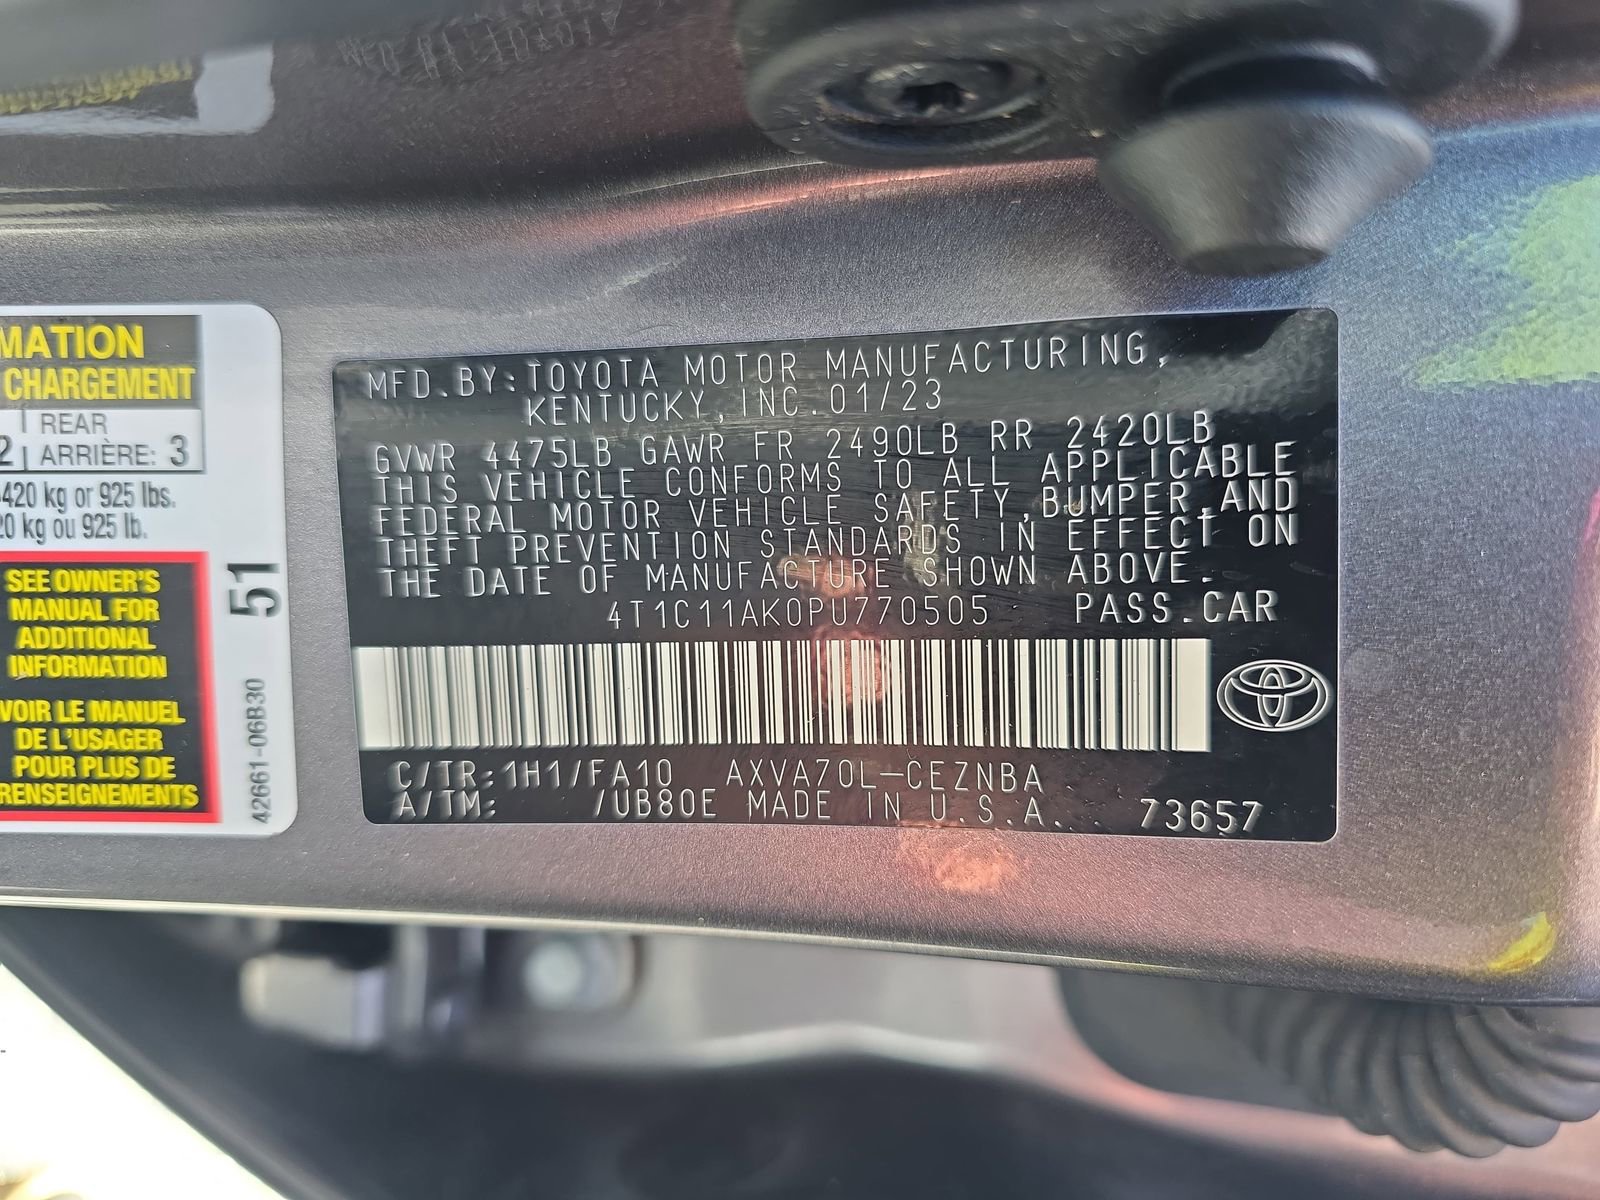 MATION
CHARGEMENT
REAR
2 ARRIÈRE: 3
420 kg or 925 lbs.
20 kg ou 925 lb.
SEE OWNER'S
MANUAL FOR
ADDITIONAL
INFORMATION
VOIR LE MANUEL
DE L'USAGER
POUR PLUS DE
RENSEIGNEMENTS
51
42661-06B30
MFD.BY:TOYOTA MOTOR MANUFACTURING,
KENTUCKY,INC.01/23
GVWR 4475LB GAWR FR 2490LB RR 2420LB
THIS VEHICLE CONFORMS TO ALL APPLICABLE
FEDERAL MOTOR VEHICLE SAFETY,BUMPER,AND
THEFT PREVENTION STANDARDS IN EFFECT ON
THE DATE OF MANUFACTURE SHOWN ABOVE.
4T1C11AK0PU770505 PASS.CAR
C/TR:1H1/FA10 AXVA70L-CEZNBA
A/TM: /UB80E MADE IN U.S.A. 73657